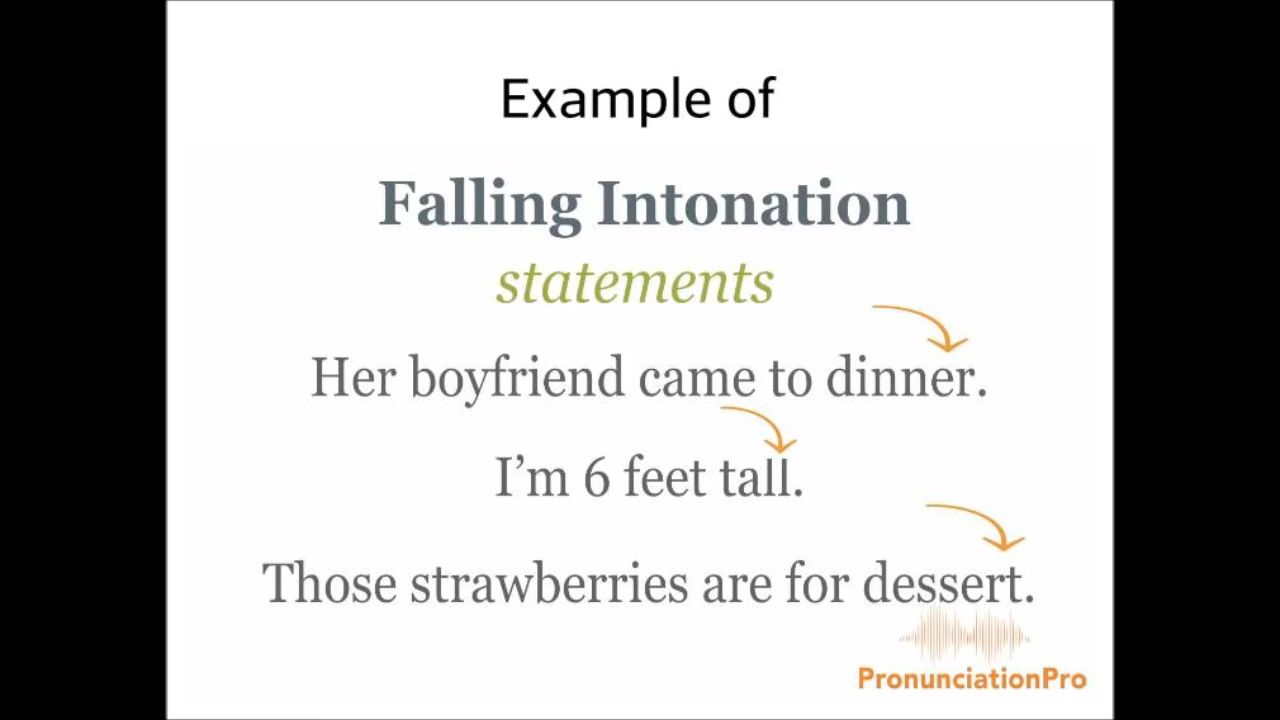 Example of
Falling Intonation
statements
Her boyfriend came to dinner.
I’m 6 feet tall.
Those strawberries are for dessert.
PronunciationPro